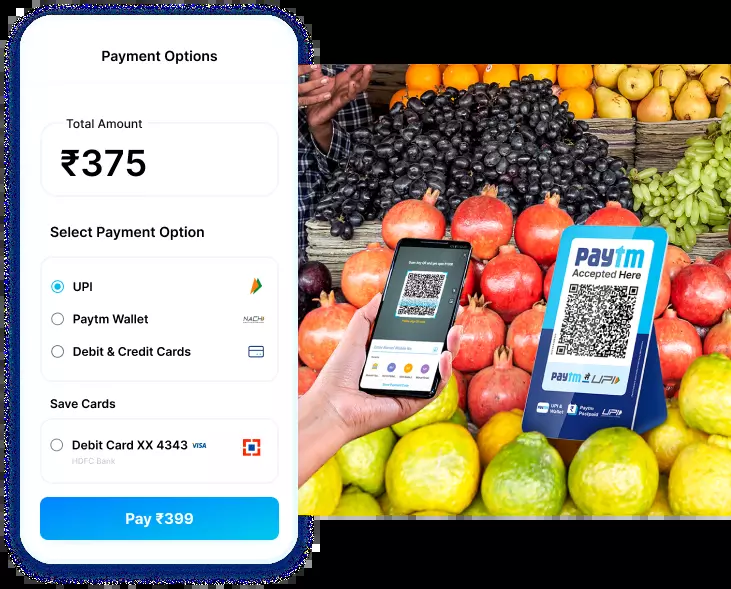 Payment Options
Total Amount
₹375
Select Payment Option
UPI
Paytm Wallet
NACH
Debit & Credit Cards
Save Cards
Debit Card XX 4343 VISA
HDFC Bank
Pay ₹399
paytm
Accepted Here
paytm UPI
UPI &
Wallet
Paytm
Postpaid
UPI